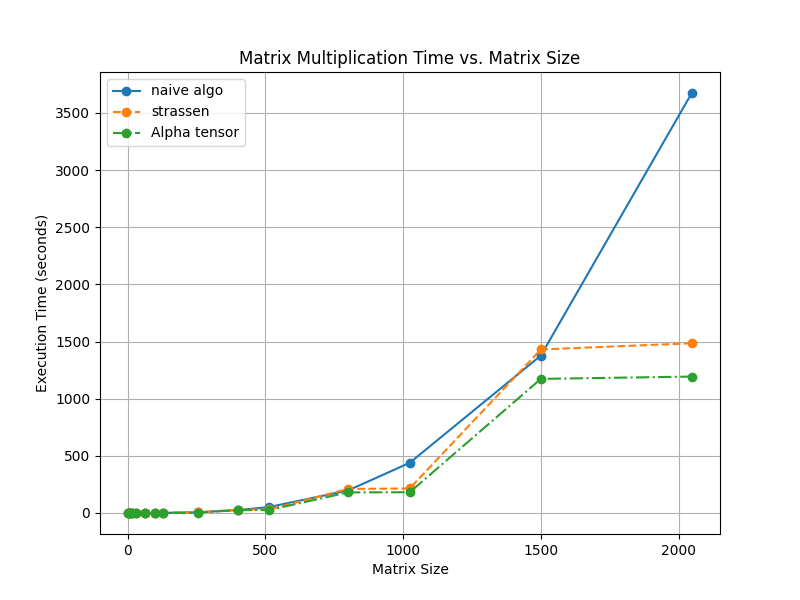 Matrix Multiplication Time vs. Matrix Size
naive algo
strassen
Alpha tensor
Execution Time (seconds)
3500
3000
2500
2000
1500
1000
500
0
0 500 1000 1500 2000
Matrix Size